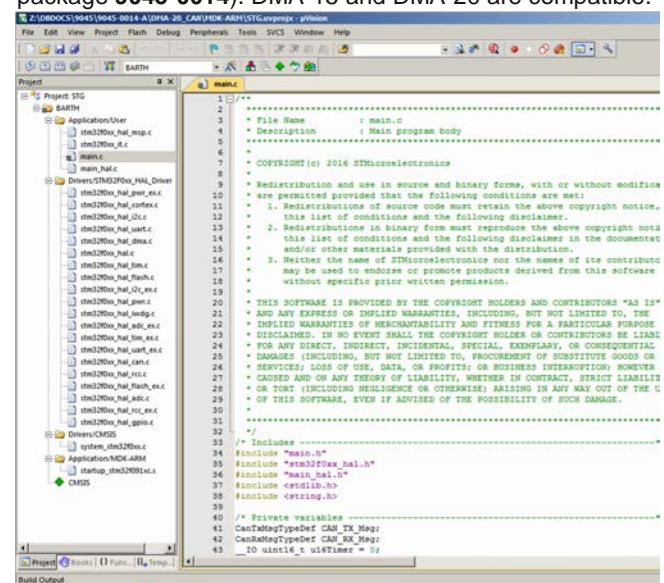 package 9045-0014). DMA-15 and DMA-20 are compatible.
Z:\DBDOCS\9045\9045-0014-A\DMA-20_CAN\MDK-ARM\STG.uvprojx - µVision
File Edit View Project Flash Debug Peripherals Tools SVCS Window Help
BARTH
Project
main.c
Project: STG
BARTH
Application/User
stm32f0xx_hal_msp.c
stm32f0xx_it.c
main.c
main_hal.c
Drivers/STM32F0xx_HAL_Driver
stm32f0xx_hal_pwr_ex.c
stm32f0xx_hal_cortex.c
stm32f0xx_hal_i2c.c
stm32f0xx_hal_uart.c
stm32f0xx_hal_dma.c
stm32f0xx_hal.c
stm32f0xx_hal_tim.c
stm32f0xx_hal_flash.c
stm32f0xx_hal_i2c_ex.c
stm32f0xx_hal_pwr.c
stm32f0xx_hal_iwdg.c
stm32f0xx_hal_adc_ex.c
stm32f0xx_hal_tim_ex.c
stm32f0xx_hal_uart_ex.c
stm32f0xx_hal_can.c
stm32f0xx_hal_rcc.c
stm32f0xx_hal_flash_ex.c
stm32f0xx_hal_adc.c
stm32f0xx_hal_rcc_ex.c
stm32f0xx_hal_gpio.c
Drivers/CMSIS
system_stm32f0xx.c
Application/MDK-ARM
startup_stm32f091xc.s
CMSIS
Project Books {} Func... 0 Temp...
1 /**
2 ******************************************************************************
3 * File Name : main.c
4 * Description : Main program body
5 ******************************************************************************
6 *
7 * COPYRIGHT(c) 2016 STMicroelectronics
8 *
9 * Redistribution and use in source and binary forms, with or without modifica
10 * are permitted provided that the following conditions are met:
11 * 1. Redistributions of source code must retain the above copyright notice,
12 * this list of conditions and the following disclaimer.
13 * 2. Redistributions in binary form must reproduce the above copyright nota
14 * this list of conditions and the following disclaimer in the documentat
15 * and/or other materials provided with the distribution.
16 * 3. Neither the name of STMicroelectronics nor the names of its contributo
17 * may be used to endorse or promote products derived from this software
18 * without specific prior written permission.
19 *
20 * THIS SOFTWARE IS PROVIDED BY THE COPYRIGHT HOLDERS AND CONTRIBUTORS "AS IS"
21 * AND ANY EXPRESS OR IMPLIED WARRANTIES, INCLUDING, BUT NOT LIMITED TO, THE
22 * IMPLIED WARRANTIES OF MERCHANTABILITY AND FITNESS FOR A PARTICULAR PURPOSE
23 * DISCLAIMED. IN NO EVENT SHALL THE COPYRIGHT HOLDER OR CONTRIBUTORS BE LIABL
24 * FOR ANY DIRECT, INDIRECT, INCIDENTAL, SPECIAL, EXEMPLARY, OR CONSEQUENTIAL
25 * DAMAGES (INCLUDING, BUT NOT LIMITED TO, PROCUREMENT OF SUBSTITUTE GOODS OR
26 * SERVICES; LOSS OF USE, DATA, OR PROFITS; OR BUSINESS INTERRUPTION) HOWEVER
27 * CAUSED AND ON ANY THEORY OF LIABILITY, WHETHER IN CONTRACT, STRICT LIABILIT
28 * OR TORT (INCLUDING NEGLIGENCE OR OTHERWISE) ARISING IN ANY WAY OUT OF THE U
29 * OF THIS SOFTWARE, EVEN IF ADVISED OF THE POSSIBILITY OF SUCH DAMAGE.
30 *
31 ******************************************************************************
32 */
33 /* Includes ------------------------------------------------------------------*
34 #include "main.h"
35 #include "stm32f0xx_hal.h"
36 #include "main_hal.h"
37 #include <stdlib.h>
38 #include <string.h>
39
40 /* Private variables ---------------------------------------------------------*
41 CanTxMsgTypeDef CAN_TX_Msg;
42 CanRxMsgTypeDef CAN_RX_Msg;
43 __IO uint16_t u16Timer = 0;
Build Output